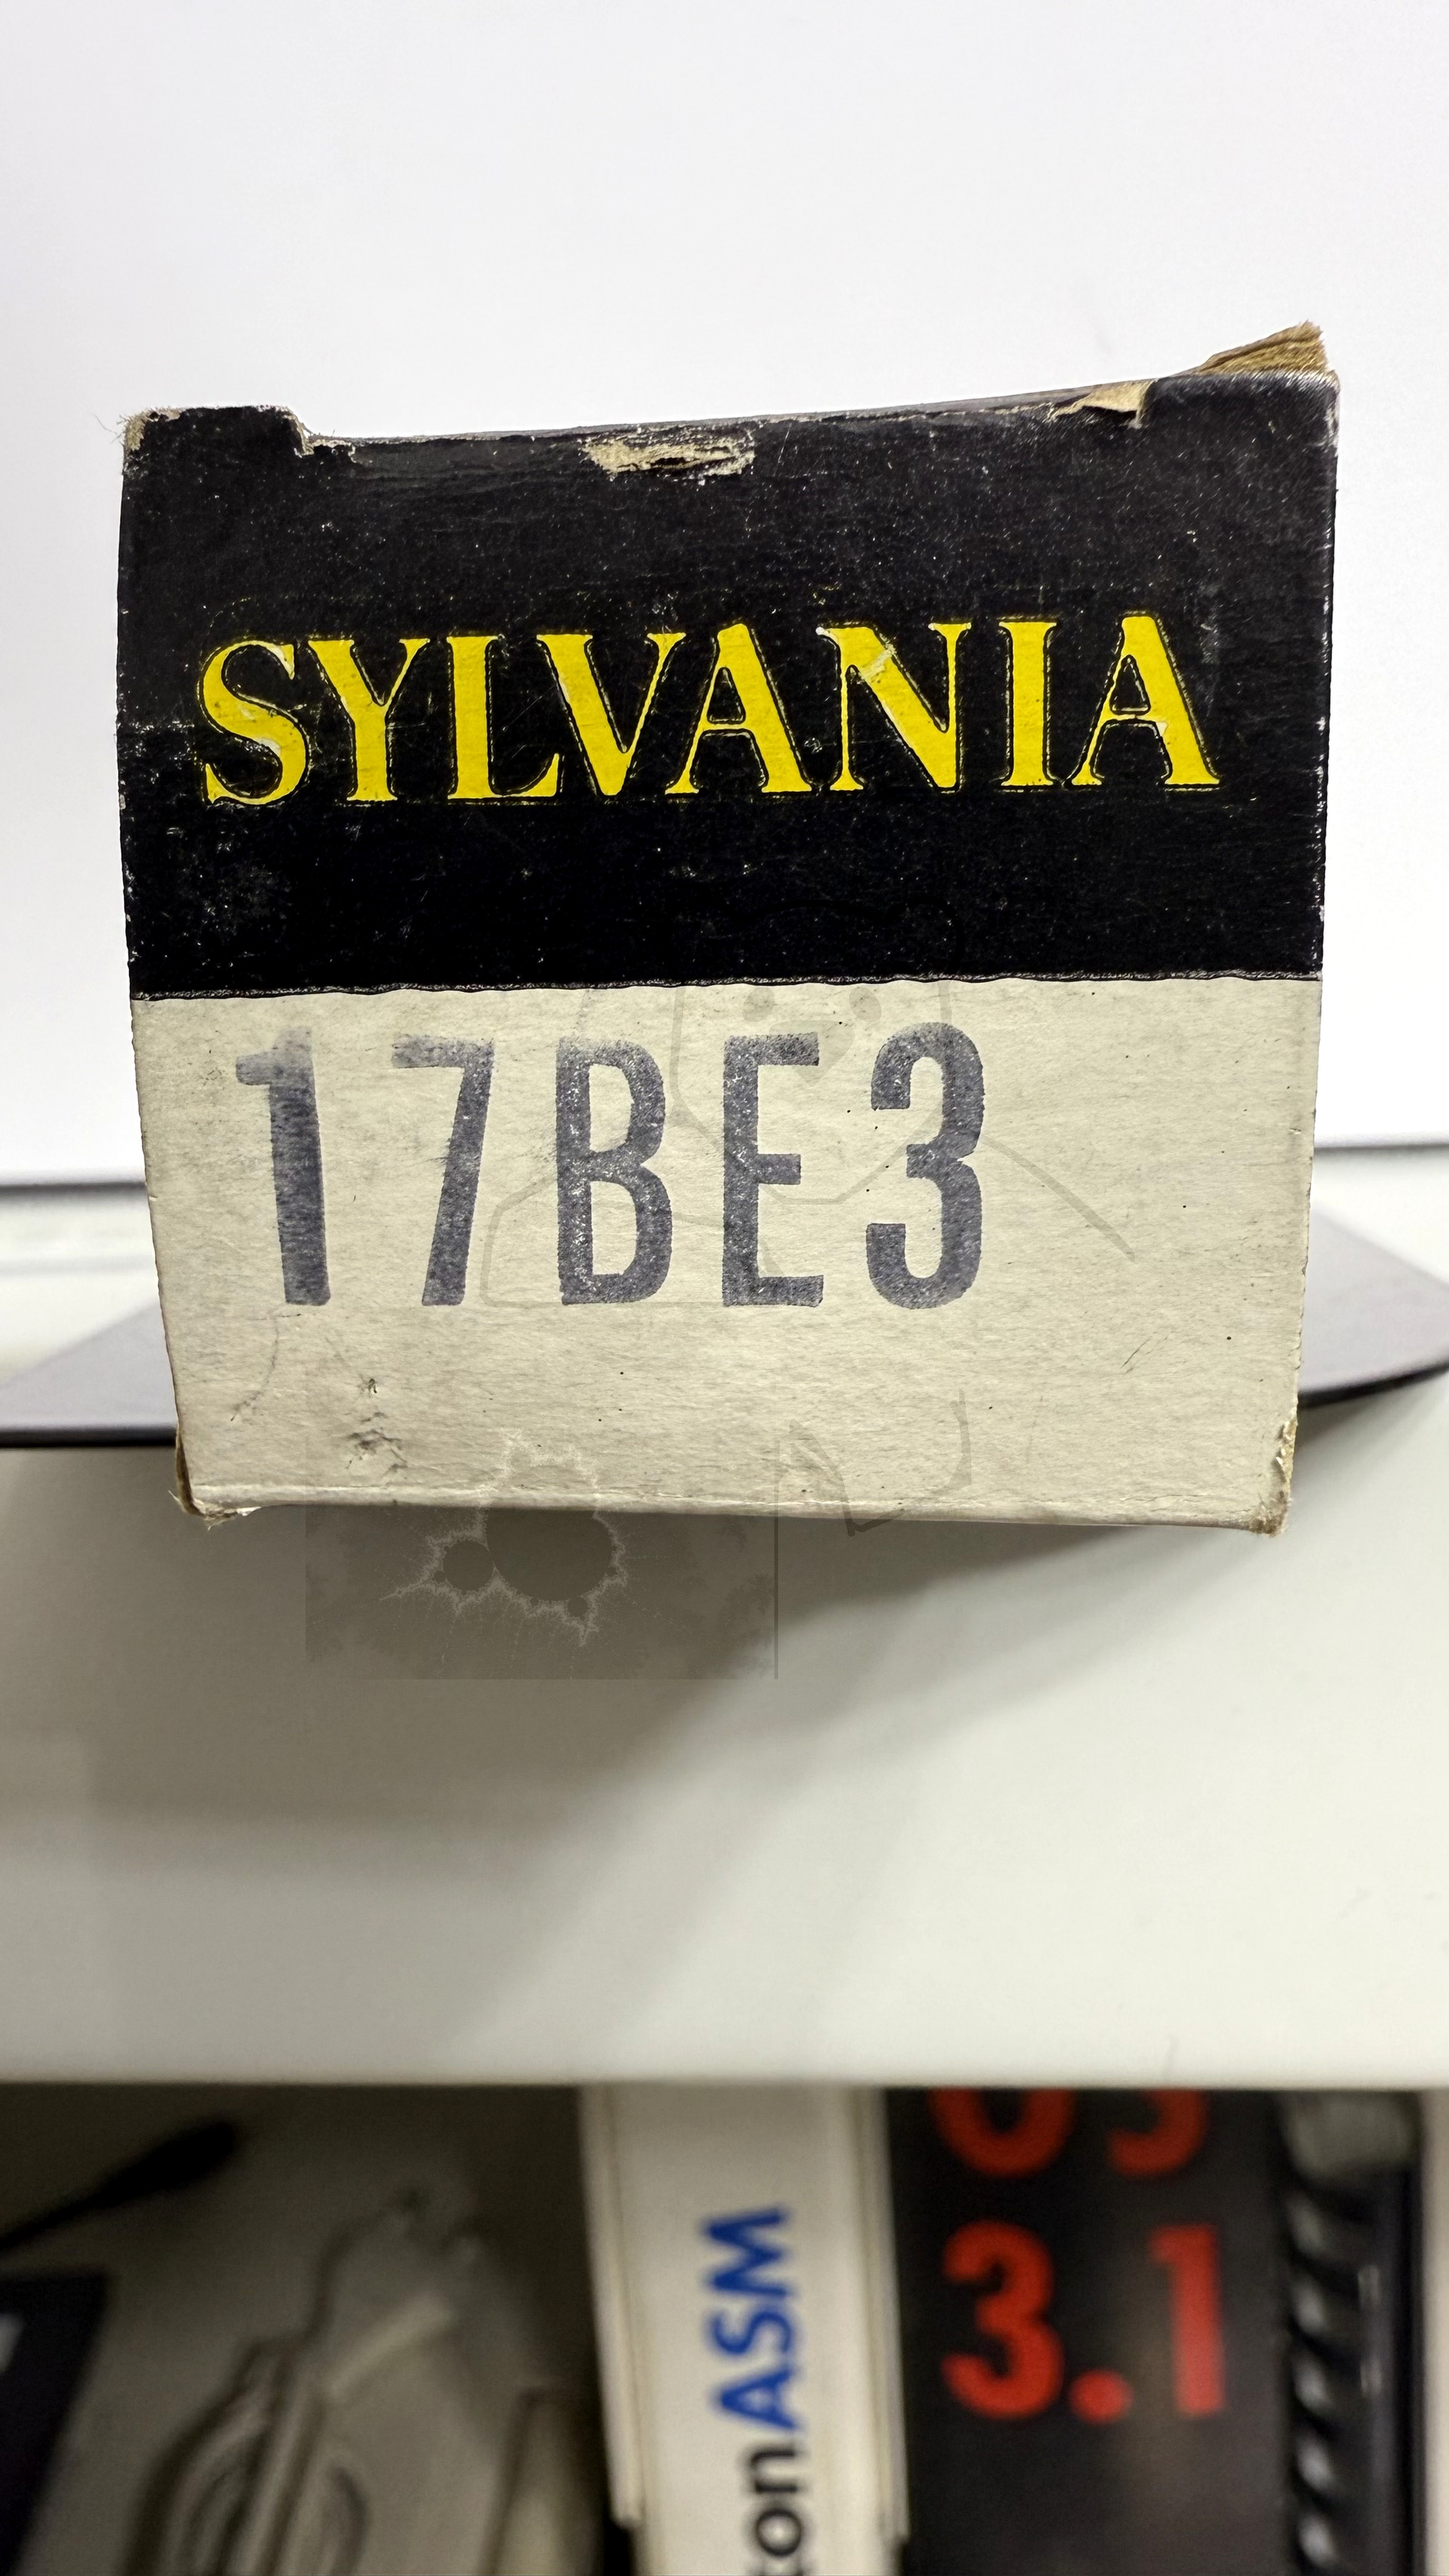 SYLVANIA
17BE3
ASM
3.1